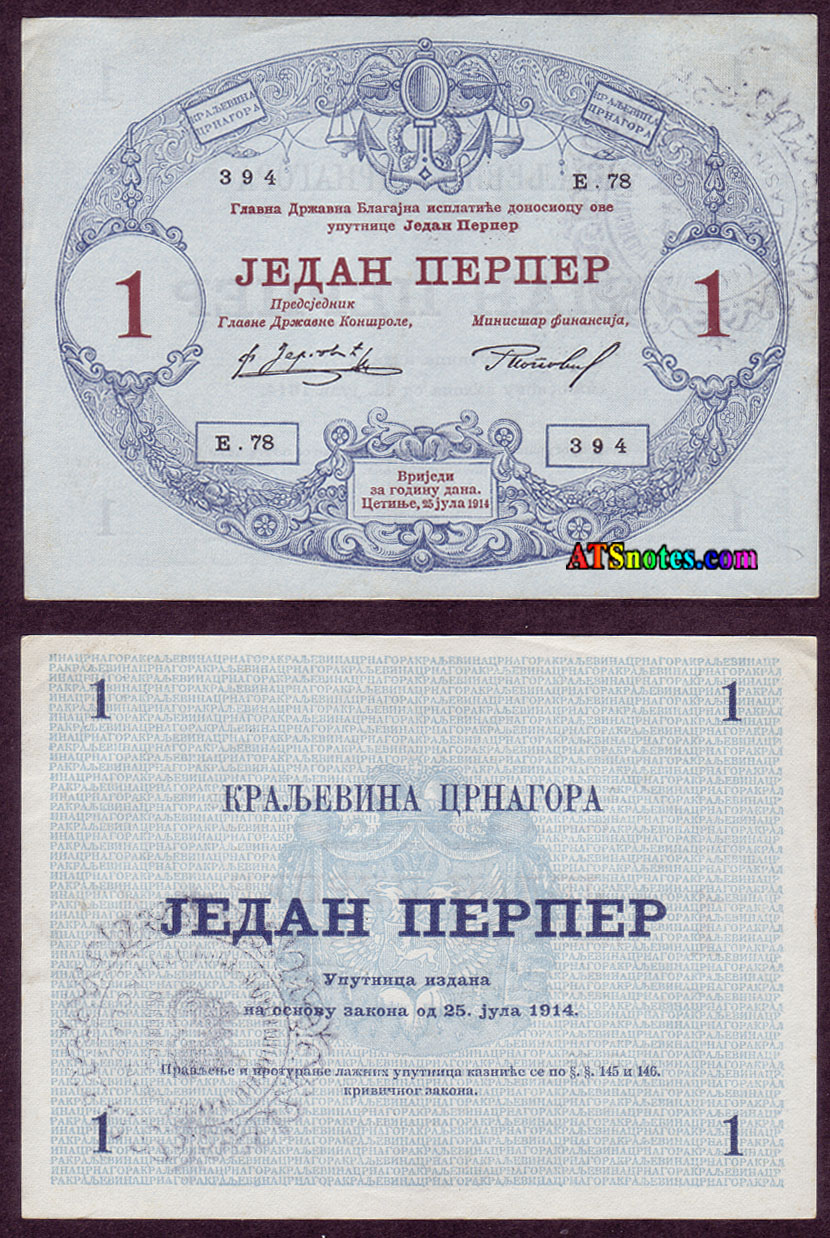 КРАЉЕВИНА
ЦРНАГОРА
КРАЉЕВИНА
ЦРНАГОРА
394
Е.78
Главна Државна Благајна исплатиће доносиоцу ове
упутнице Један Перпер
1
ЈЕДАН ПЕРПЕР
1
Предсједник
Главне Државне Контроле,
Министар финансија,
Е.78
394
Вриједи
за годину дана.
Цетиње, 25 јула 1914
ATSnotes.com
1
1
КРАЉЕВИНА ЦРНАГОРА
ЈЕДАН ПЕРПЕР
Упутница издана
на основу закона од 25. јула 1914.
Прављење и протурање лажних упутница казниће се по §. §. 145 и 146.
кривичног закона.
1
1